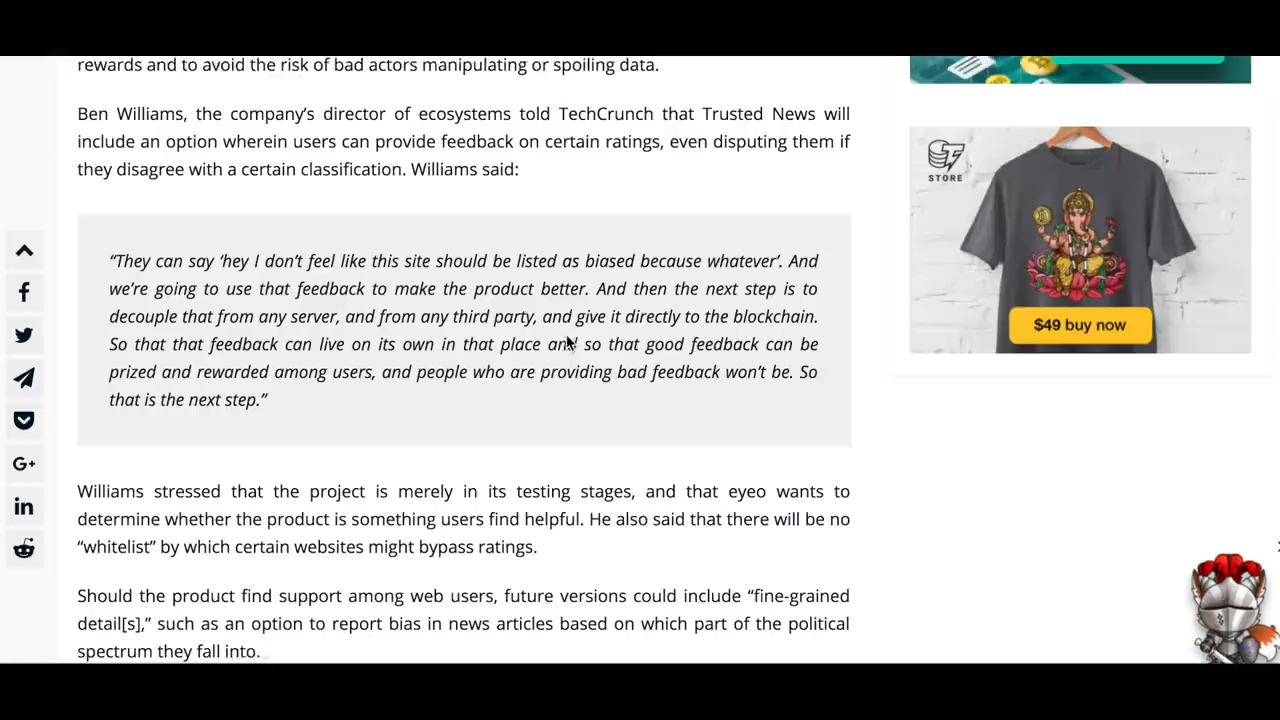 rewards and to avoid the risk of bad actors manipulating or spoiling data.
Ben Williams, the company’s director of ecosystems told TechCrunch that Trusted News will
include an option wherein users can provide feedback on certain ratings, even disputing them if
they disagree with a certain classification. Williams said:
“They can say ‘hey I don’t feel like this site should be listed as biased because whatever’. And
we’re going to use that feedback to make the product better. And then the next step is to
decouple that from any server, and from any third party, and give it directly to the blockchain.
So that that feedback can live on its own in that place and so that good feedback can be
prized and rewarded among users, and people who are providing bad feedback won’t be. So
that is the next step.”
Williams stressed that the project is merely in its testing stages, and that eyeo wants to
determine whether the product is something users find helpful. He also said that there will be no
“whitelist” by which certain websites might bypass ratings.
Should the product find support among web users, future versions could include “fine-grained
detail[s],” such as an option to report bias in news articles based on which part of the political
spectrum they fall into.
STORE
$49 buy now
G+
in